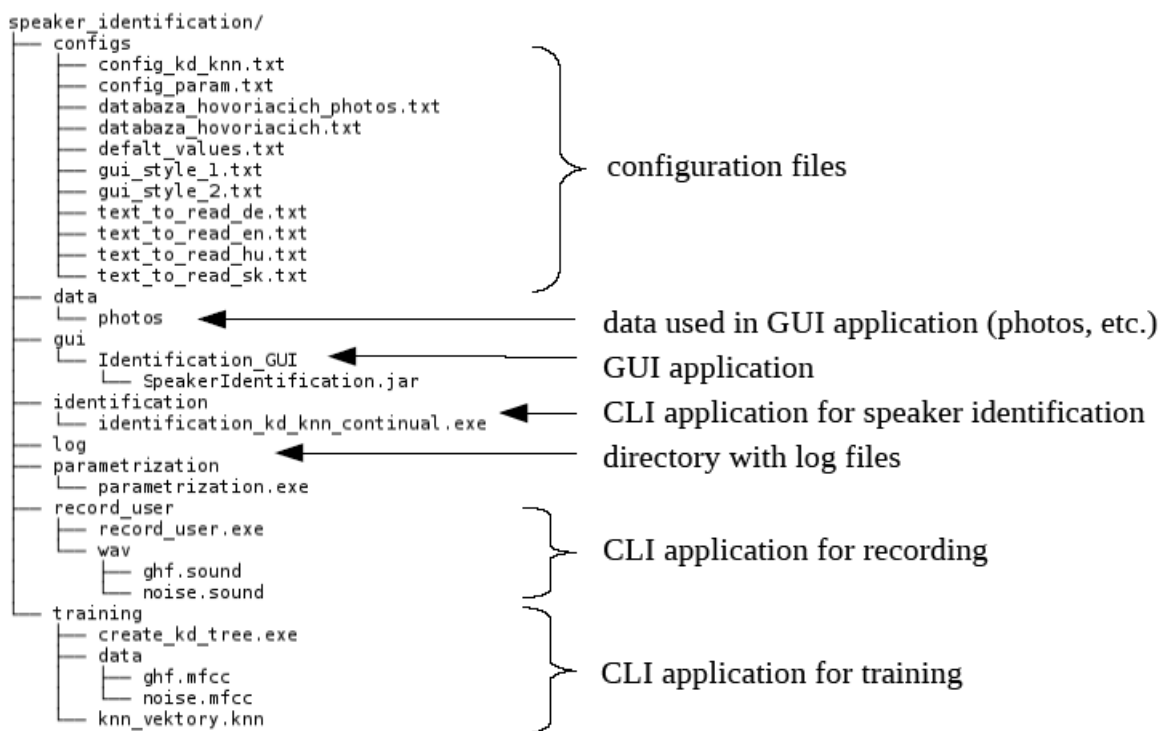 speaker_identification/
configs
config_kd_knn.txt
config_param.txt
databaza_hovoriacich_photos.txt
databaza_hovoriacich.txt
defalt_values.txt
gui_style_1.txt
gui_style_2.txt
text_to_read_de.txt
text_to_read_en.txt
text_to_read_hu.txt
text_to_read_sk.txt
configuration files
data
photos
data used in GUI application (photos, etc.)
gui
Identification_GUI
SpeakerIdentification.jar
GUI application
identification
identification_kd_knn_continual.exe
CLI application for speaker identification
log
directory with log files
parametrization
parametrization.exe
record_user
record_user.exe
wav
ghf.sound
noise.sound
CLI application for recording
training
create_kd_tree.exe
data
ghf.mfcc
noise.mfcc
knn_vektory.knn
CLI application for training